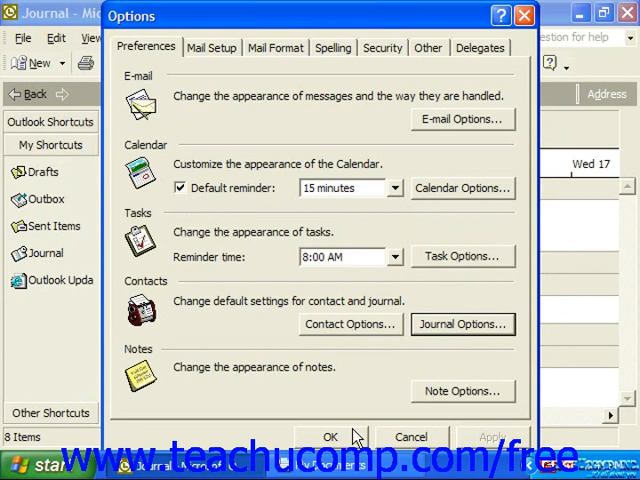 Journal - Mic
Options
File Edit View
estion for help
New
Preferences Mail Setup Mail Format Spelling Security Other Delegates
Back
Address
Outlook Shortcuts
My Shortcuts
Drafts
Outbox
Sent Items
Journal
Outlook Upda
Other Shortcuts
8 Items
E-mail
Change the appearance of messages and the way they are handled.
E-mail Options...
Calendar
Customize the appearance of the Calendar.
Default reminder: 15 minutes Calendar Options...
Tasks
Change the appearance of tasks.
Reminder time: 8:00 AM Task Options...
Contacts
Change default settings for contact and journal.
Contact Options... Journal Options...
Notes
Change the appearance of notes.
Note Options...
OK Cancel Apply
Wed 17
www.teachucomp.com/free
start Journal - Microsof My Documents